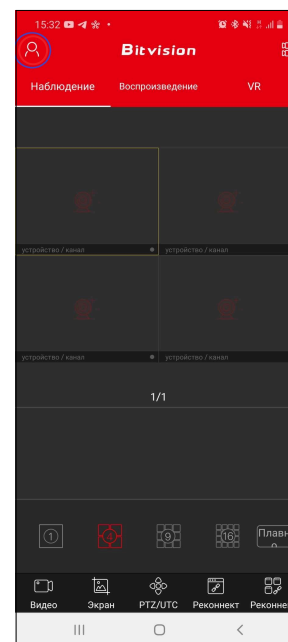 15:32
Bitvision
Наблюдение Воспроизведение VR
устройство / канал устройство / канал
устройство / канал устройство / канал
1/1
1 4 9 16 Плавн
Видео Экран PTZ/UTC Реконнект Реконне